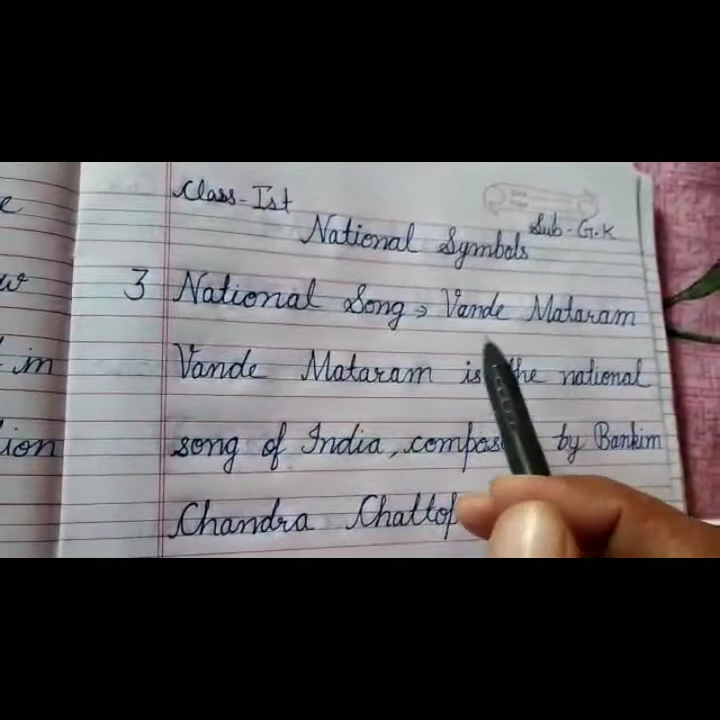 Class - Ist
National Symbols Sub - G.K
3 National Song → Vande Mataram
Vande Mataram is the national
song of India, compos by Bankim
Chandra Chattop